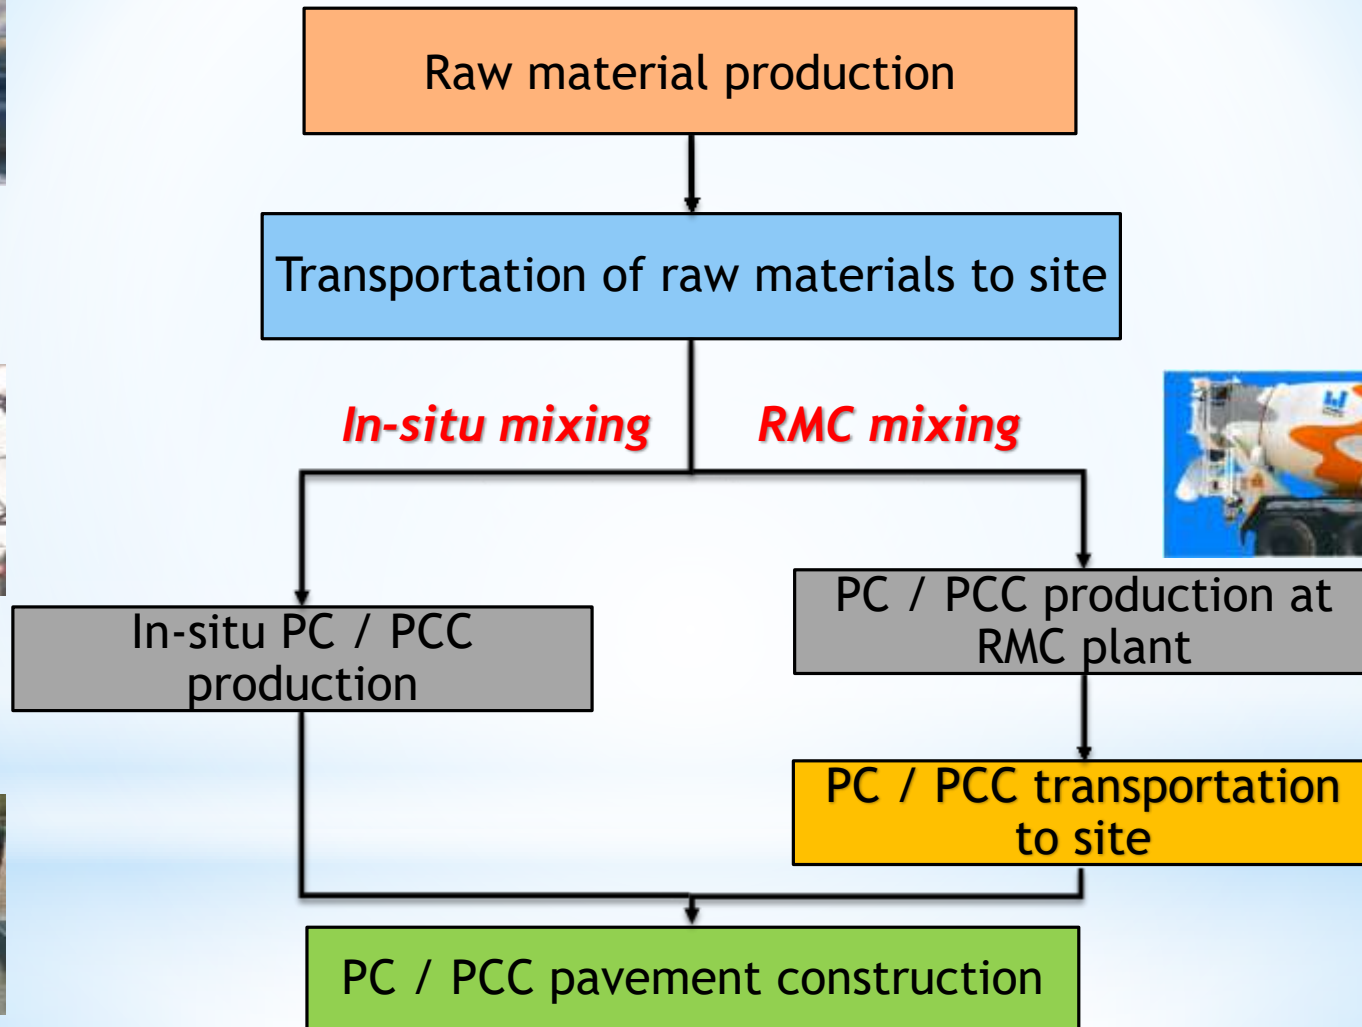 Raw material production
Transportation of raw materials to site
In-situ mixing
RMC mixing
In-situ PC / PCC
production
PC / PCC production at
RMC plant
PC / PCC transportation
to site
PC / PCC pavement construction